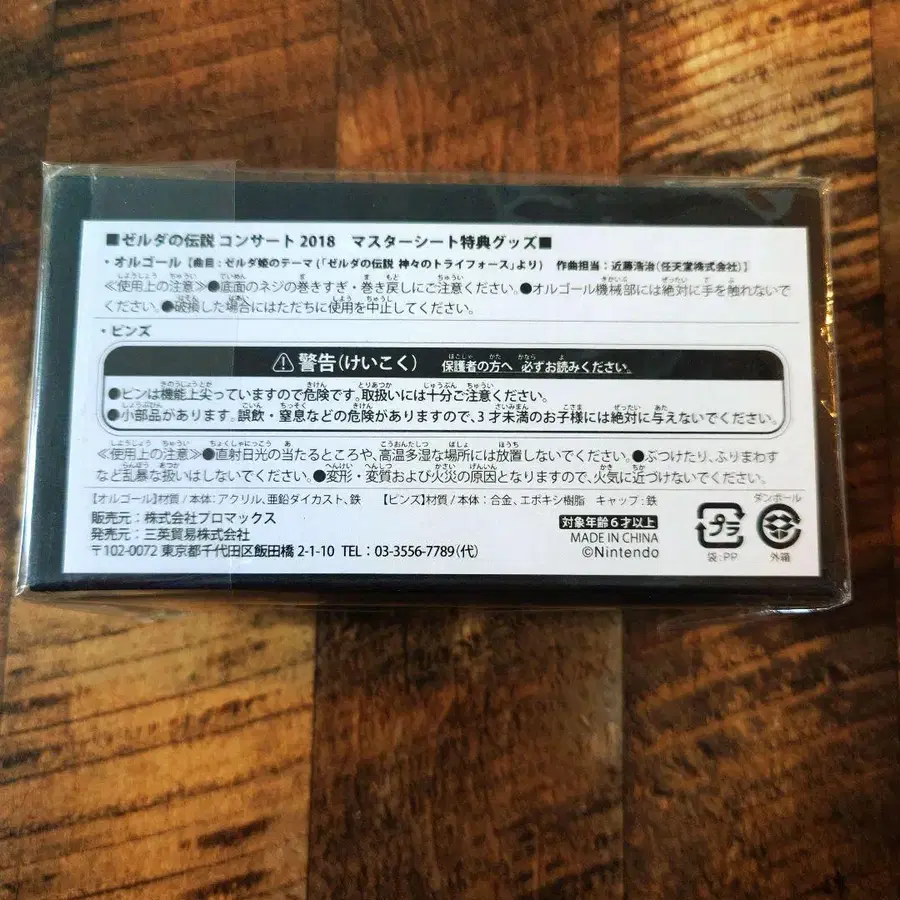 ■ゼルダの伝説 コンサート 2018 マスターシート特典グッズ■
・オルゴール【曲目：ゼルダ姫のテーマ(「ゼルダの伝説 神々のトライフォース」より) 作曲担当：近藤浩治(任天堂株式会社)】
≪使用上の注意≫●底面のネジの巻きすぎ・巻き戻しにご注意ください。●オルゴール機械部には絶対に手を触れないで
ください。●破損した場合にはただちに使用を中止してください。
・ピンズ
⚠警告(けいこく) 保護者の方へ 必ずお読みください。
●ピンは機能上尖っていますので危険です。取扱いには十分ご注意ください。
●小部品があります。誤飲・窒息などの危険がありますので、3才未満のお子様には絶対に与えないでください。
≪使用上の注意≫●直射日光の当たるところや、高温多湿な場所には放置しないでください。●ぶつけたり、ふりまわす
など乱暴な扱いはしないでください。●変形・変質および火災の原因となりますので、火気に近づけないでください。
【オルゴール】材質/本体：アクリル、亜鉛ダイカスト、鉄 【ピンズ】材質/本体：合金、エポキシ樹脂 キャップ：鉄
販売元：株式会社プロマックス
発売元：三英貿易株式会社
〒102-0072 東京都千代田区飯田橋 2-1-10 TEL：03-3556-7789(代)
対象年齢6才以上
MADE IN CHINA
©Nintendo
プラ
袋：PP
ダンボール
外箱